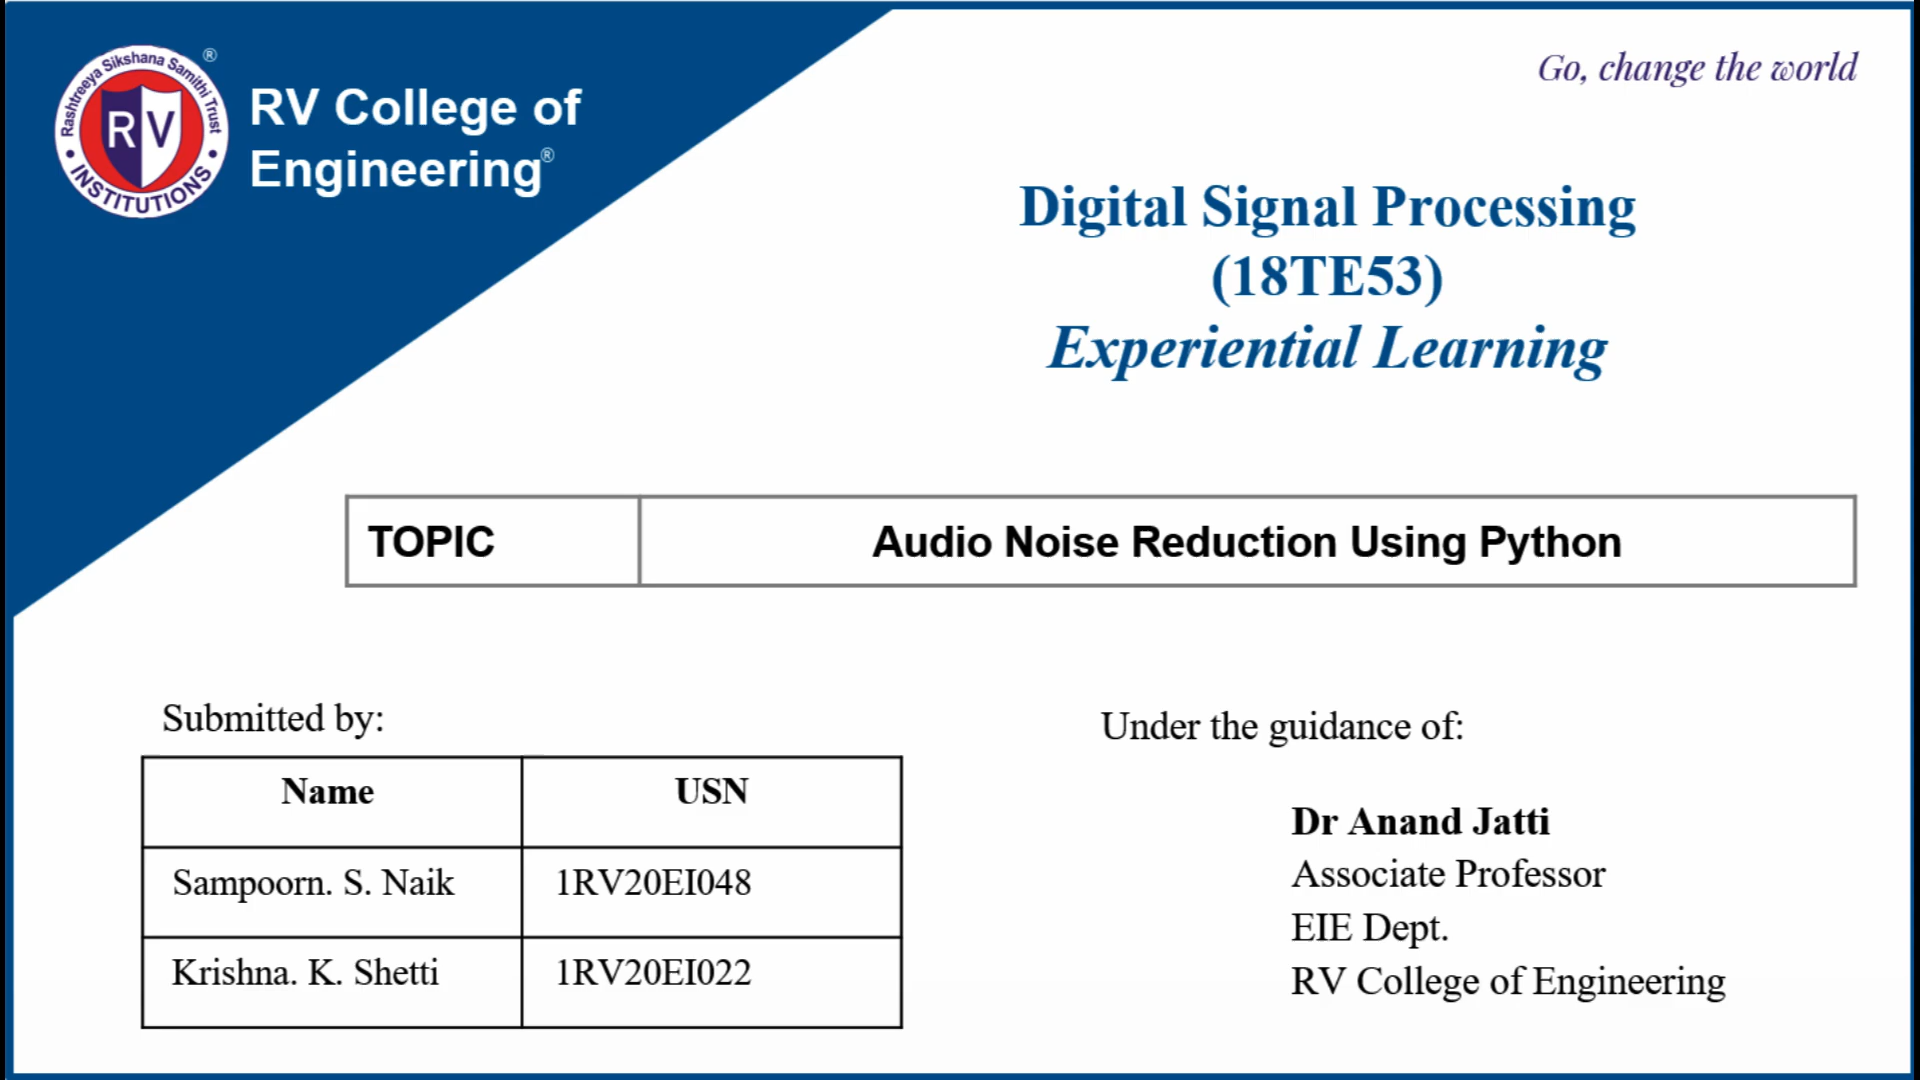 Rashtreeya Sikshana Samithi Trust
®
RV
INSTITUTIONS
RV College of
Engineering®
Go, change the world
Digital Signal Processing
(18TE53)
Experiential Learning
TOPIC Audio Noise Reduction Using Python
Submitted by:
Name USN
Sampoorn. S. Naik 1RV20EI048
Krishna. K. Shetti 1RV20EI022
Under the guidance of:
Dr Anand Jatti
Associate Professor
EIE Dept.
RV College of Engineering